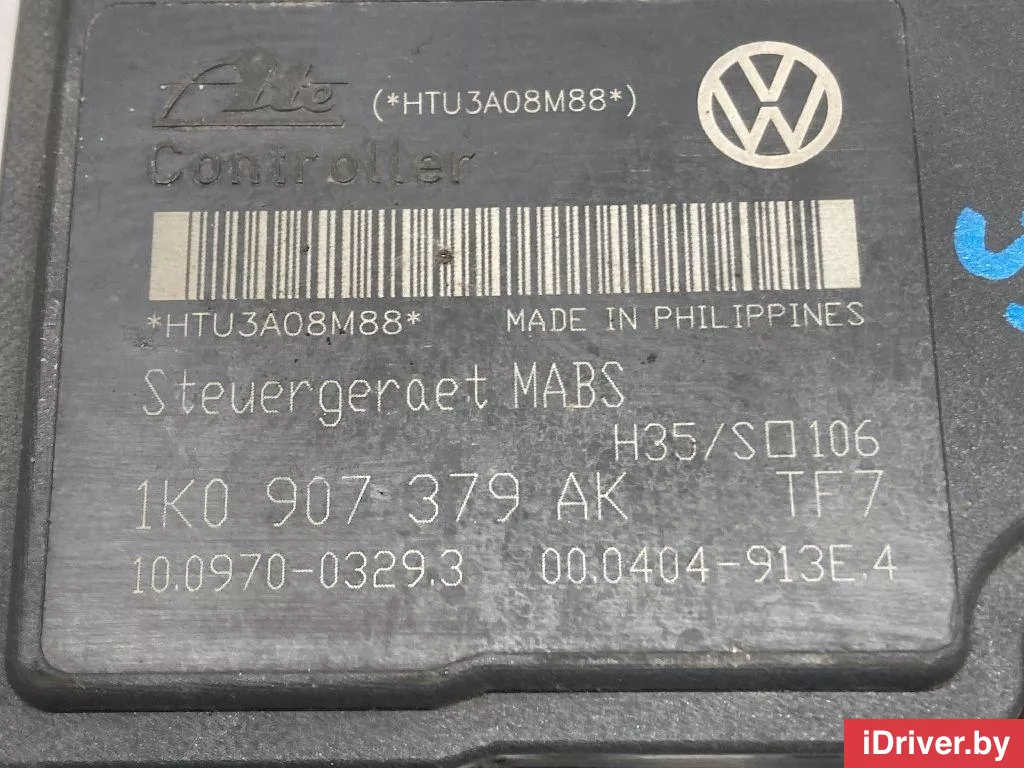 Ate (*HTU3A08M88*)
Controller
*HTU3A08M88* MADE IN PHILIPPINES
Steuergeraet MABS
H35/S□106
1K0 907 379 AK TF7
10.0970-0329.3 00.0404-913E.4
iDriver.by